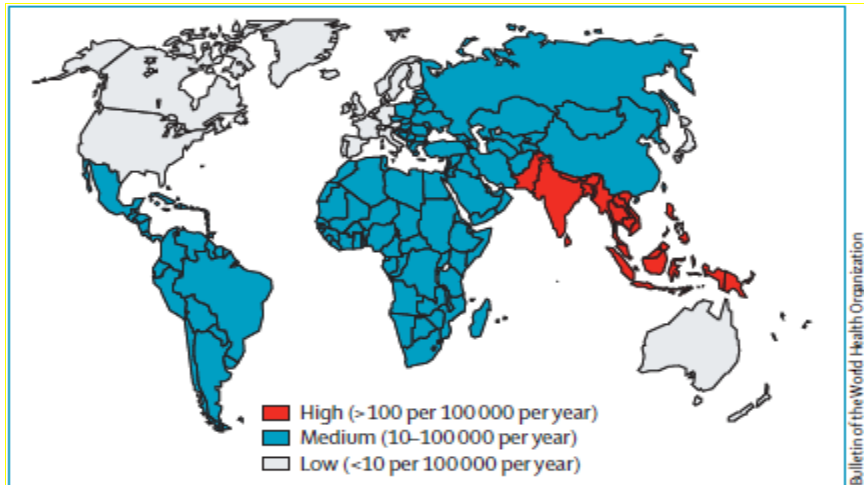 High (>100 per 100 000 per year)
Medium (10–100 000 per year)
Low (<10 per 100 000 per year)
Bulletin of the World Health Organization